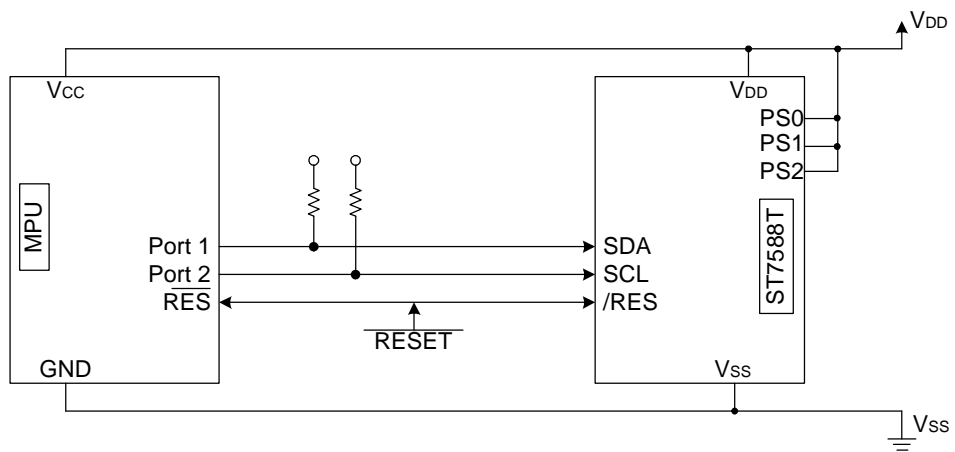 VDD
VCC
VDD
PS0
PS1
PS2
MPU
ST7588T
Port 1
SDA
Port 2
SCL
RES
/RES
RESET
GND
VSS
VSS